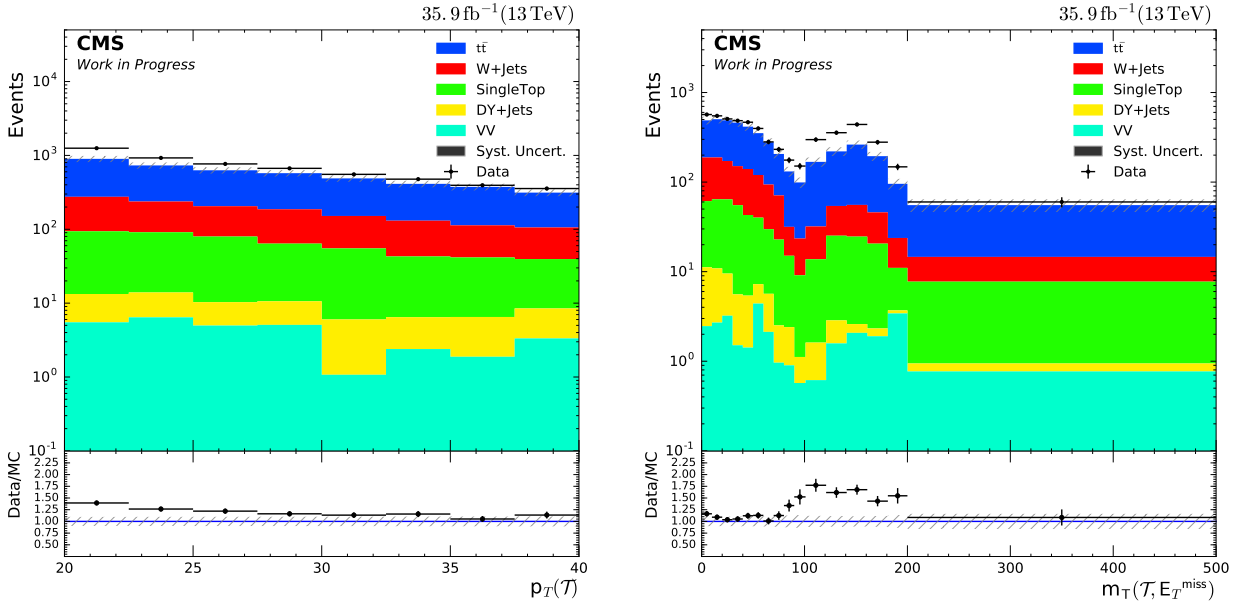 35.9 fb⁻¹(13 TeV)
CMS
Work in Progress
tt̄
W+Jets
SingleTop
DY+Jets
VV
Syst. Uncert.
Data
Events
10⁴
10³
10²
10¹
10⁰
10⁻¹
Data/MC
2.25
2.00
1.75
1.50
1.25
1.00
0.75
0.50
20 25 30 35 40
p_T(𝒯)
35.9 fb⁻¹(13 TeV)
CMS
Work in Progress
tt̄
W+Jets
SingleTop
DY+Jets
VV
Syst. Uncert.
Data
Events
10³
10²
10¹
10⁰
10⁻¹
Data/MC
2.25
2.00
1.75
1.50
1.25
1.00
0.75
0.50
0 100 200 300 400 500
m_T(𝒯, E_T^miss)